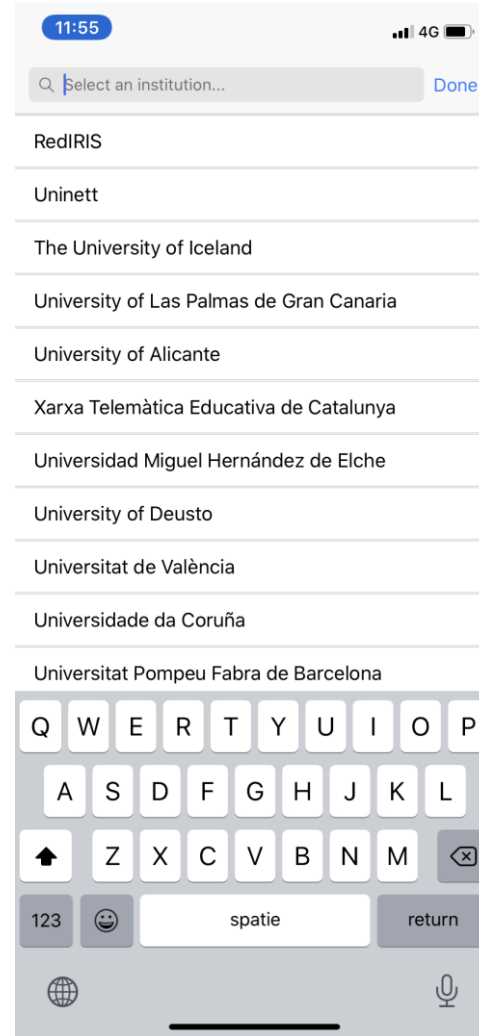 11:55 4G
Select an institution... Done
RedIRIS
Uninett
The University of Iceland
University of Las Palmas de Gran Canaria
University of Alicante
Xarxa Telemàtica Educativa de Catalunya
Universidad Miguel Hernández de Elche
University of Deusto
Universitat de València
Universidade da Coruña
Universitat Pompeu Fabra de Barcelona
Q W E R T Y U I O P
A S D F G H J K L
Z X C V B N M
123 spatie return